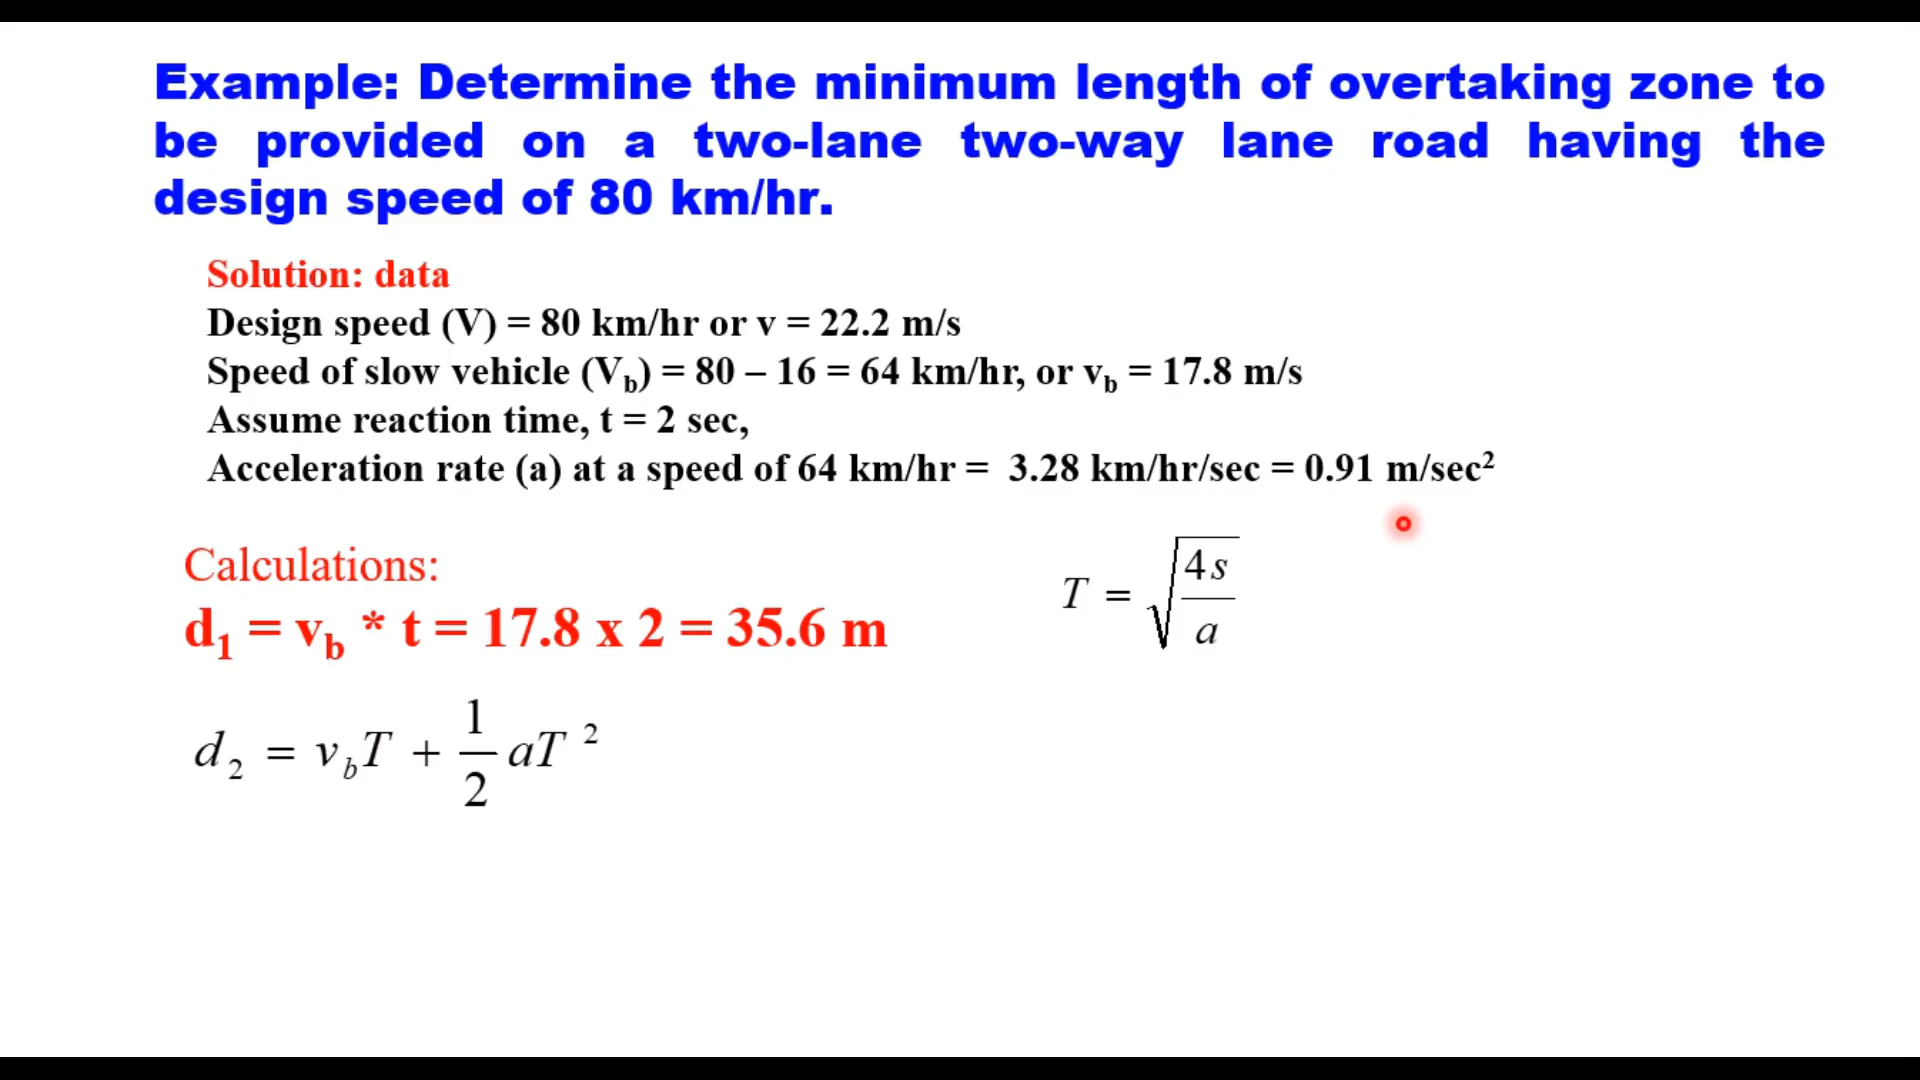 Example: Determine the minimum length of overtaking zone to
be provided on a two-lane two-way lane road having the
design speed of 80 km/hr.
Solution: data
Design speed (V) = 80 km/hr or v = 22.2 m/s
Speed of slow vehicle (V_b) = 80 – 16 = 64 km/hr, or v_b = 17.8 m/s
Assume reaction time, t = 2 sec,
Acceleration rate (a) at a speed of 64 km/hr = 3.28 km/hr/sec = 0.91 m/sec²
Calculations:
T = √(4s/a)
d₁ = v_b * t = 17.8 x 2 = 35.6 m
d₂ = v_b T + 1/2 aT²